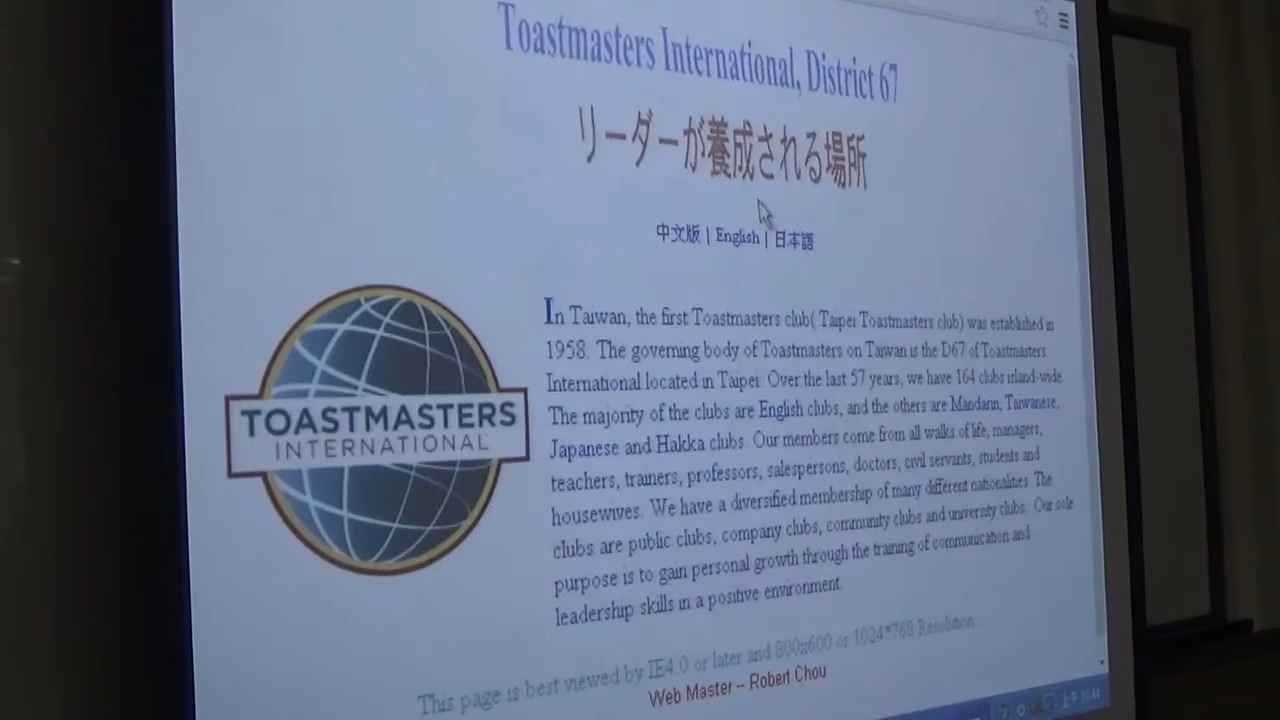 Toastmasters International, District 67
リーダーが養成される場所
中文版 | English | 日本語
In Taiwan, the first Toastmasters club( Taipei Toastmasters club) was established in
1958. The governing body of Toastmasters on Taiwan is the D67 of Toastmasters
International located in Taipei. Over the last 57 years, we have 164 clubs island-wide.
The majority of the clubs are English clubs, and the others are Mandarin, Taiwanese,
Japanese and Hakka clubs. Our members come from all walks of life, managers,
teachers, trainers, professors, salespersons, doctors, civil servants, students and
housewives. We have a diversified membership of many different nationalities. The
clubs are public clubs, company clubs, community clubs and university clubs. Our sole
purpose is to gain personal growth through the training of communication and
leadership skills in a positive environment.
TOASTMASTERS
INTERNATIONAL
This page is best viewed by IE4.0 or later and 800x600 or 1024*768 Resolution.
Web Master -- Robert Chou